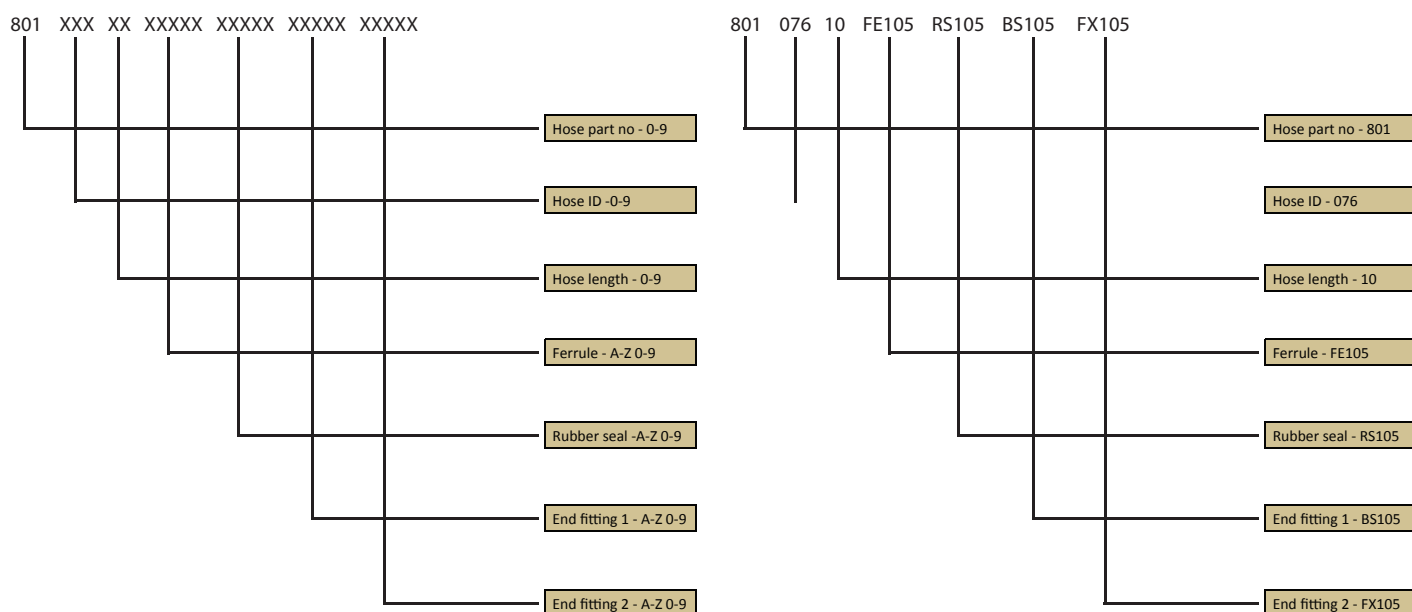 801 XXX XX XXXXX XXXXX XXXXX XXXXX
Hose part no - 0-9
Hose ID -0-9
Hose length - 0-9
Ferrule - A-Z 0-9
Rubber seal -A-Z 0-9
End fitting 1 - A-Z 0-9
End fitting 2 - A-Z 0-9
801 076 10 FE105 RS105 BS105 FX105
Hose part no - 801
Hose ID - 076
Hose length - 10
Ferrule - FE105
Rubber seal - RS105
End fitting 1 - BS105
End fitting 2 - FX105